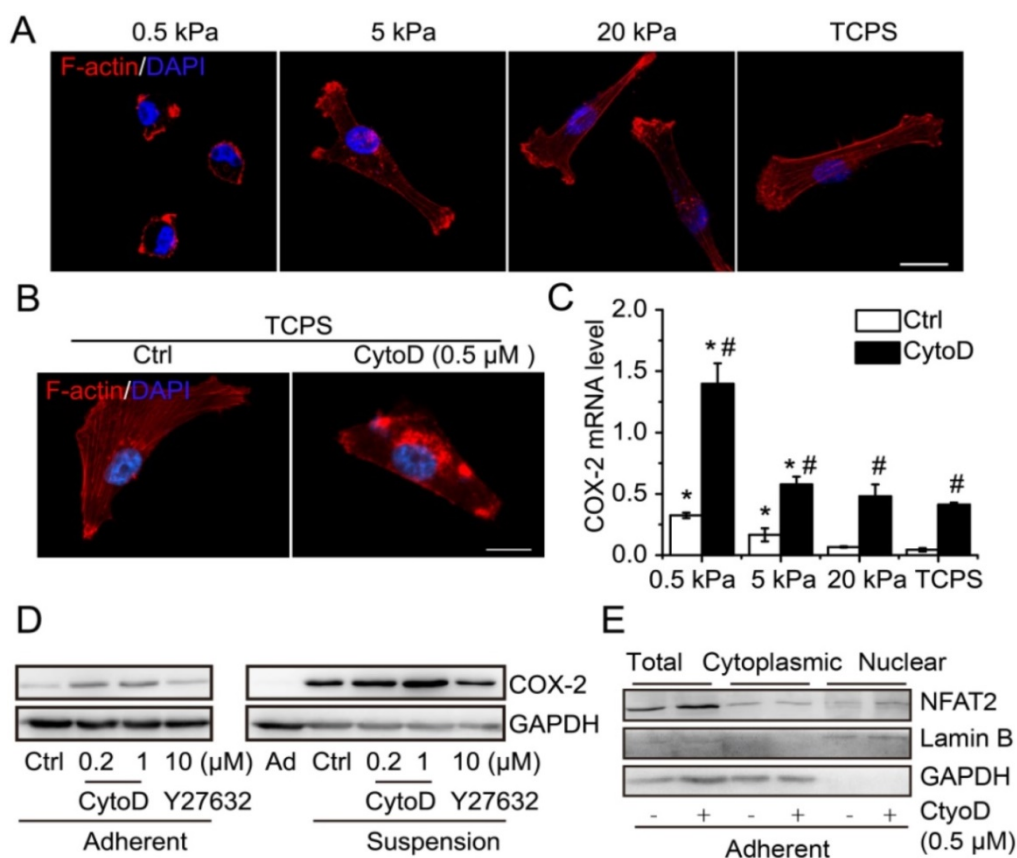 A
0.5 kPa 5 kPa 20 kPa TCPS
F-actin/DAPI
B
TCPS
Ctrl CytoD (0.5 μM )
F-actin/DAPI
C
COX-2 mRNA level
2.0
1.5
1.0
0.5
0.0
Ctrl
CytoD
* * # * * # # #
0.5 kPa 5 kPa 20 kPa TCPS
D
COX-2
GAPDH
Ctrl 0.2 1 10 (μM) Ad Ctrl 0.2 1 10 (μM)
CytoD Y27632 CytoD Y27632
Adherent Suspension
E
Total Cytoplasmic Nuclear
NFAT2
Lamin B
GAPDH
- + - + - + CtyoD
(0.5 μM)
Adherent